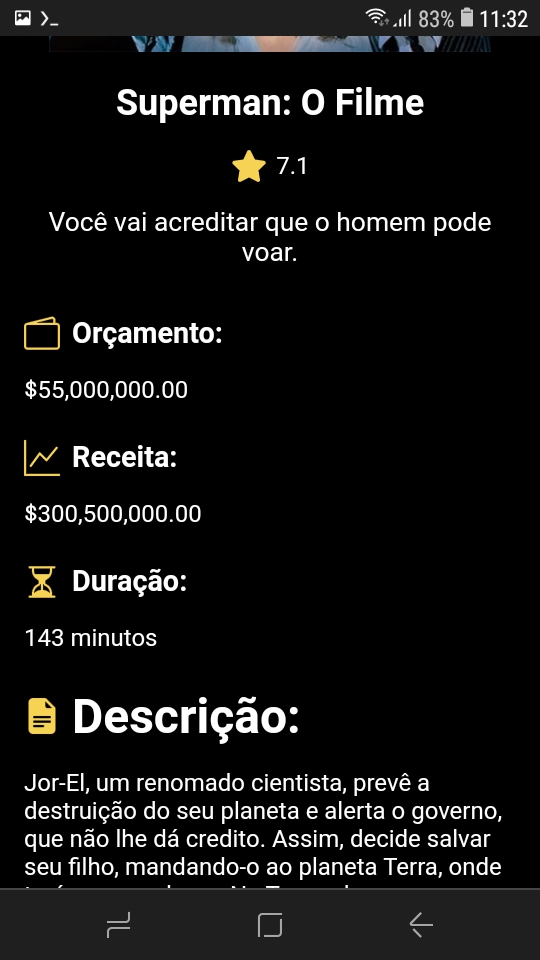 83% 11:32
Superman: O Filme
7.1
Você vai acreditar que o homem pode
voar.
Orçamento:
$55,000,000.00
Receita:
$300,500,000.00
Duração:
143 minutos
Descrição:
Jor-El, um renomado cientista, prevê a
destruição do seu planeta e alerta o governo,
que não lhe dá credito. Assim, decide salvar
seu filho, mandando-o ao planeta Terra, onde